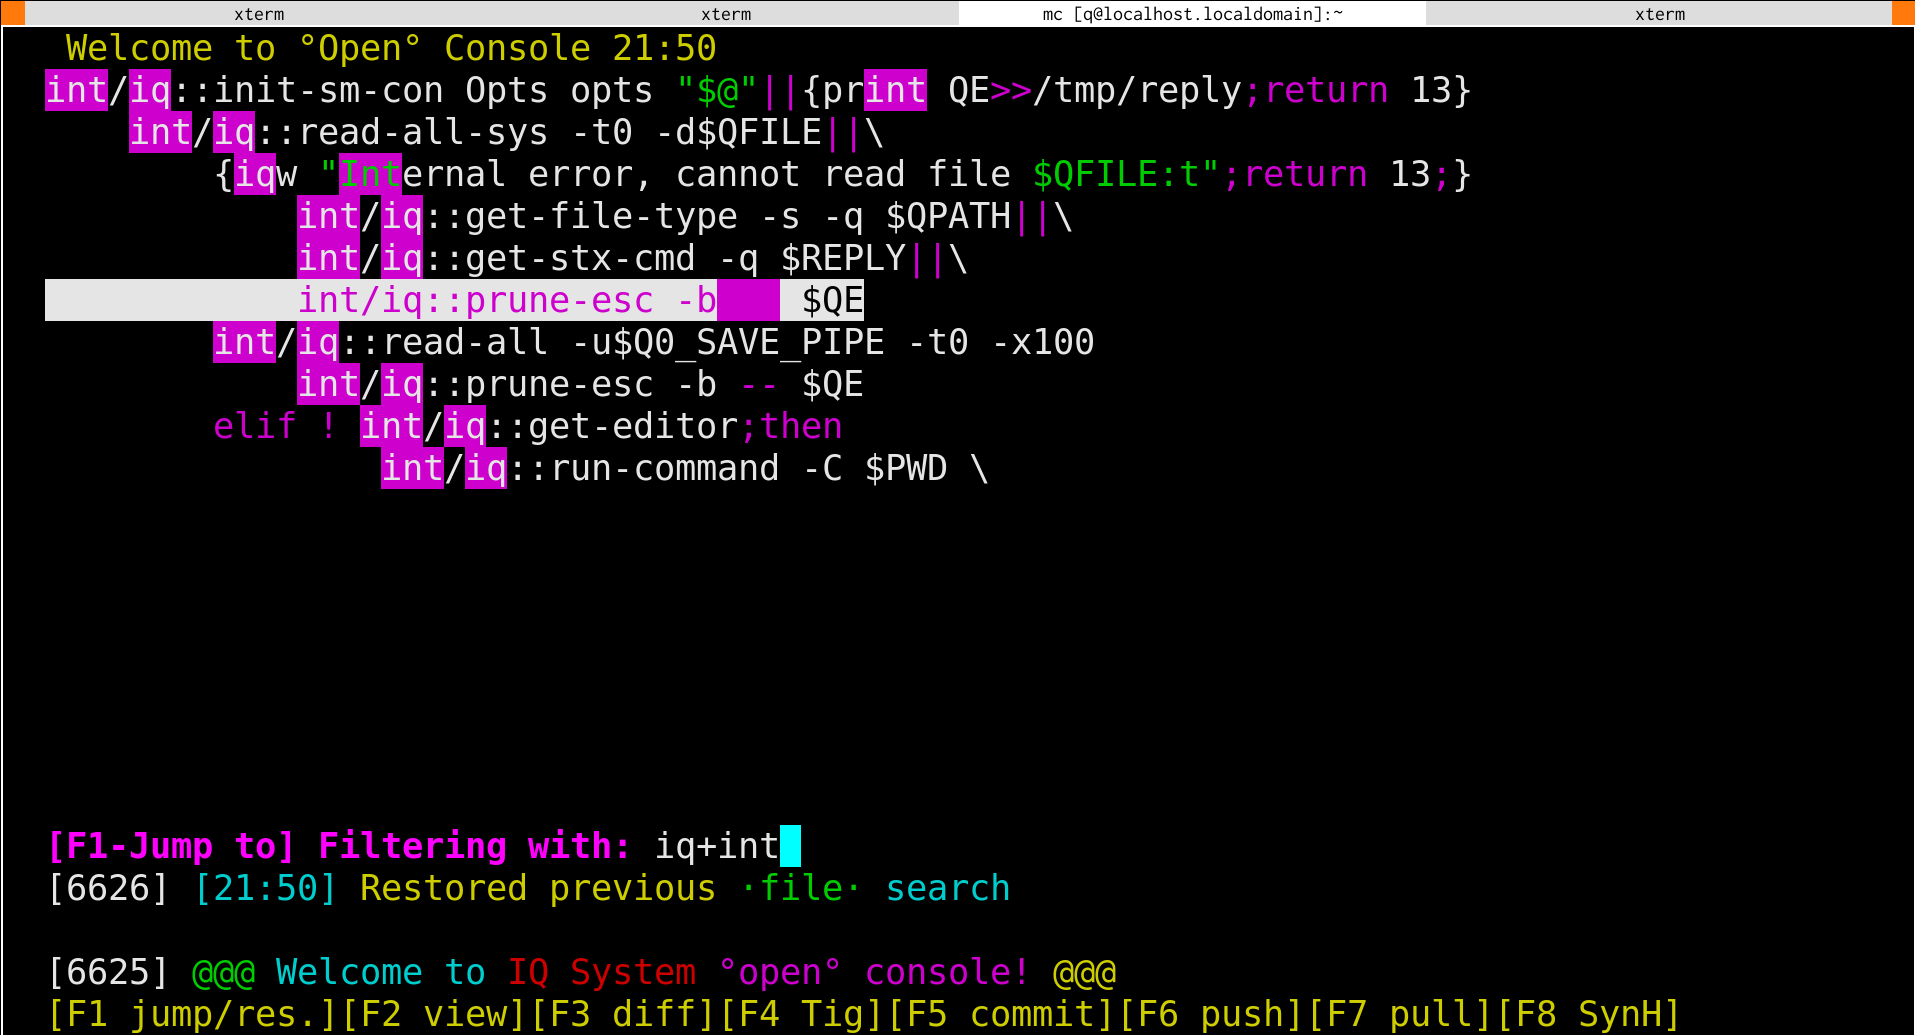 xterm xterm mc [q@localhost.localdomain]:~ xterm
Welcome to °Open° Console 21:50
int/iq::init-sm-con Opts opts "$@"||{print QE>>/tmp/reply;return 13}
int/iq::read-all-sys -t0 -d$QFILE||\
{iqw "Internal error, cannot read file $QFILE:t";return 13;}
int/iq::get-file-type -s -q $QPATH||\
int/iq::get-stx-cmd -q $REPLY||\
int/iq::prune-esc -b $QE
int/iq::read-all -u$Q0_SAVE_PIPE -t0 -x100
int/iq::prune-esc -b -- $QE
elif ! int/iq::get-editor;then
int/iq::run-command -C $PWD \
[F1-Jump to] Filtering with: iq+int
[6626] [21:50] Restored previous ·file· search
[6625] @@@ Welcome to IQ System °open° console! @@@
[F1 jump/res.][F2 view][F3 diff][F4 Tig][F5 commit][F6 push][F7 pull][F8 SynH]